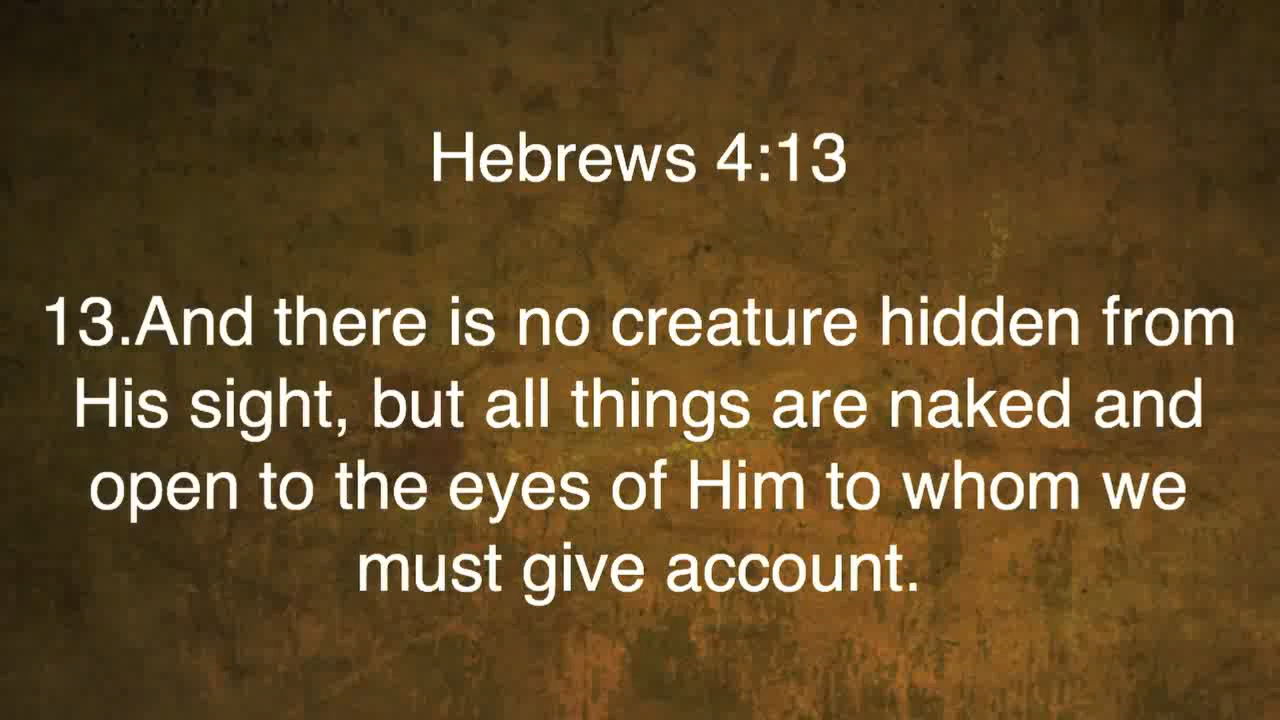 Hebrews 4:13
13.And there is no creature hidden from
His sight, but all things are naked and
open to the eyes of Him to whom we
must give account.